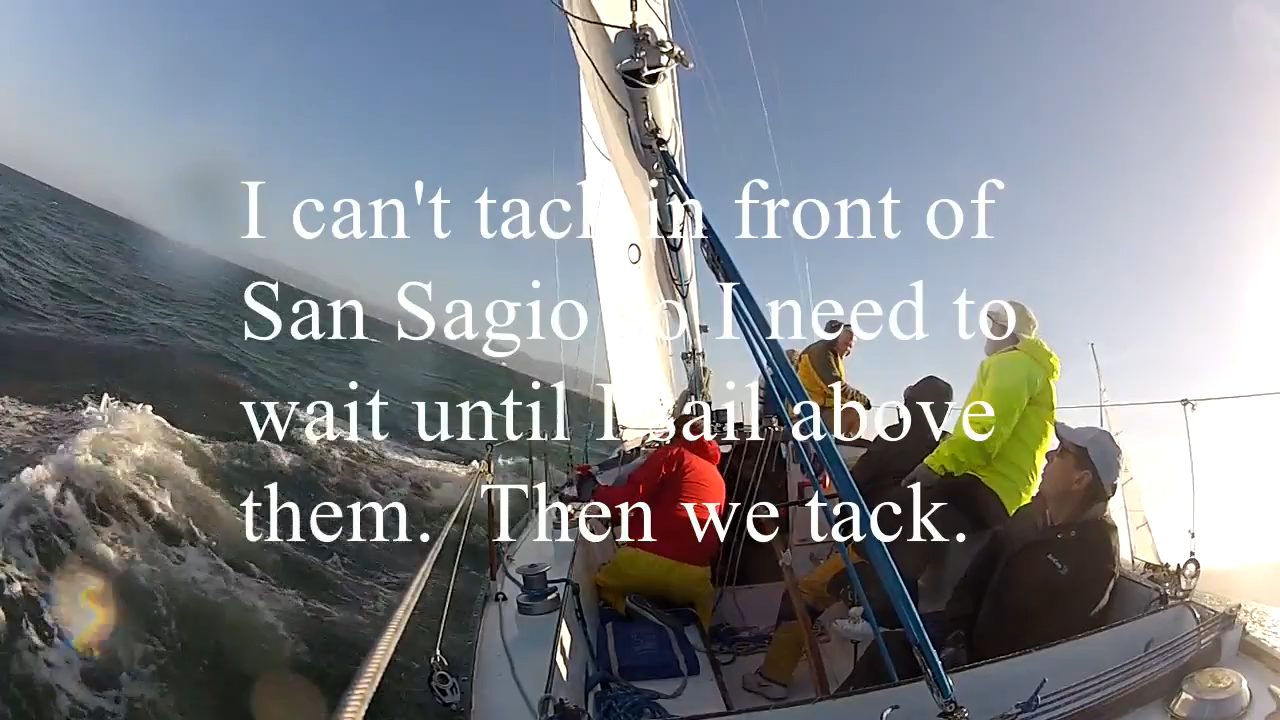 I can't tack in front of
San Sagio so I need to
wait until I sail above
them.  Then we tack.